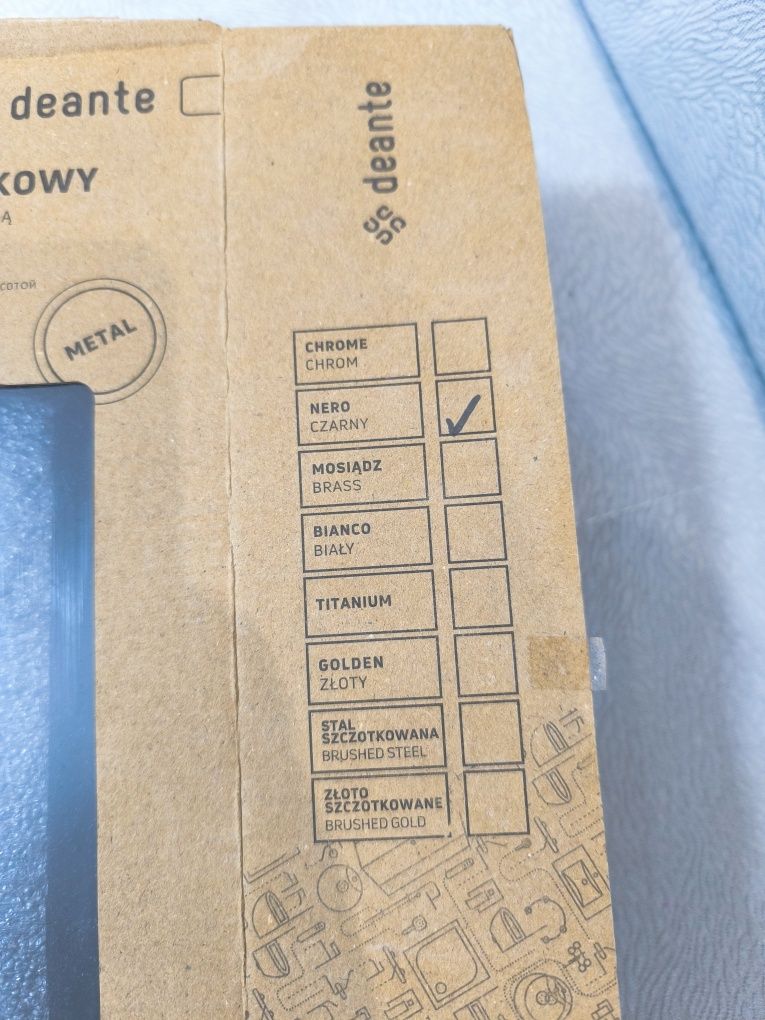 deante
KOWY
Ą
METAL
deante
CHROME
CHROM
NERO
CZARNY
MOSIĄDZ
BRASS
BIANCO
BIAŁY
TITANIUM
GOLDEN
ZŁOTY
STAL
SZCZOTKOWANA
BRUSHED STEEL
ZŁOTO
SZCZOTKOWANE
BRUSHED GOLD